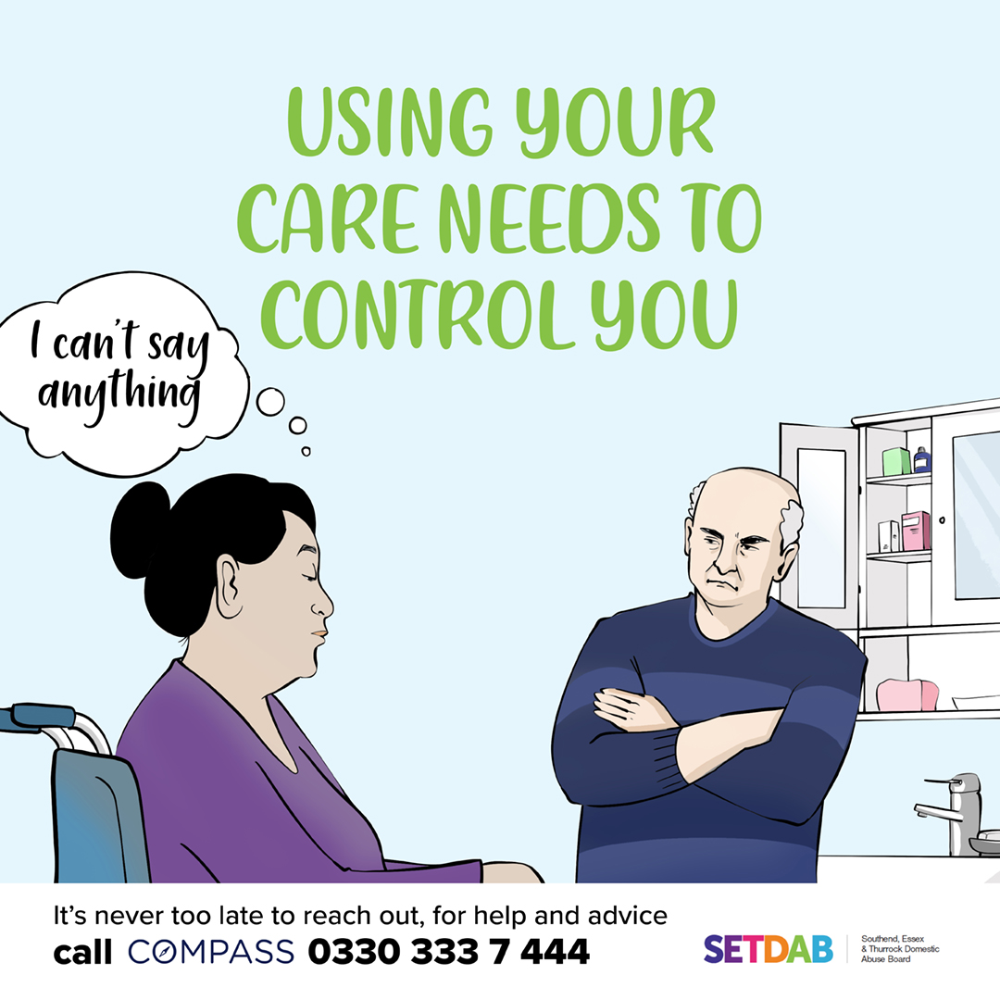 USING YOUR
CARE NEEDS TO
CONTROL YOU
I can't say
anything
It's never too late to reach out, for help and advice
call COMPASS 0330 333 7 444
SETDAB
Southend, Essex
& Thurrock Domestic
Abuse Board